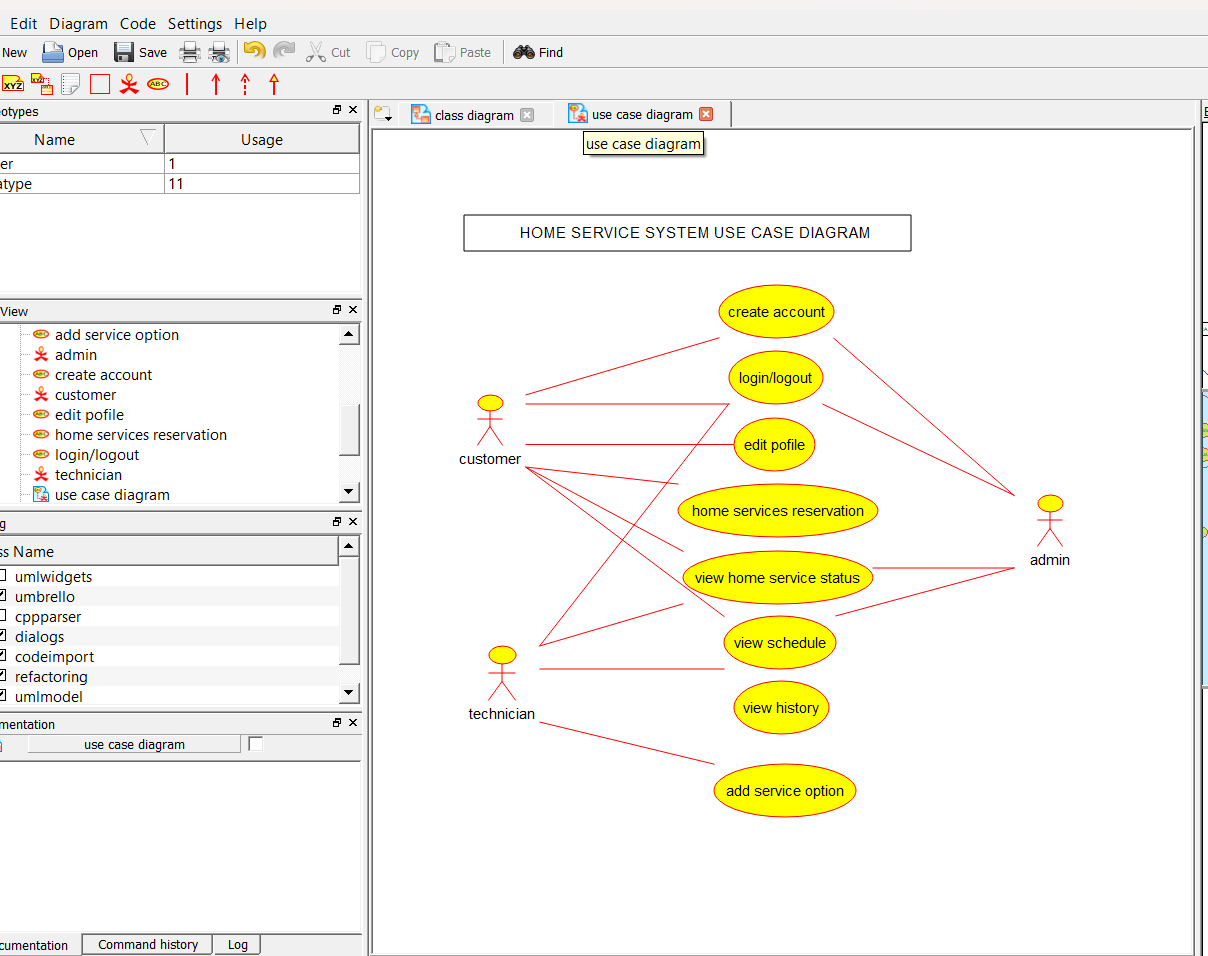 Edit Diagram Code Settings Help
New Open Save Cut Copy Paste Find
XYZ XYZ ABC
otypes
Name Usage
er 1
atype 11
View
add service option
admin
create account
customer
edit pofile
home services reservation
login/logout
technician
use case diagram
g
ss Name
umlwidgets
umbrello
cppparser
dialogs
codeimport
refactoring
umlmodel
mentation
use case diagram
cumentation Command history Log
class diagram use case diagram
use case diagram
HOME SERVICE SYSTEM USE CASE DIAGRAM
create account
login/logout
customer
edit pofile
home services reservation
admin
view home service status
view schedule
technician
view history
add service option